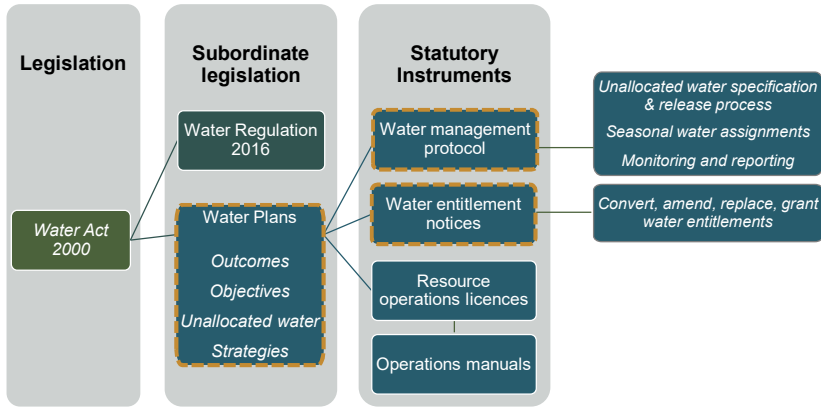 Legislation
Water Act
2000
Subordinate
legislation
Water Regulation
2016
Water Plans
Outcomes
Objectives
Unallocated water
Strategies
Statutory
Instruments
Water management
protocol
Water entitlement
notices
Resource
operations licences
Operations manuals
Unallocated water specification
& release process
Seasonal water assignments
Monitoring and reporting
Convert, amend, replace, grant
water entitlements